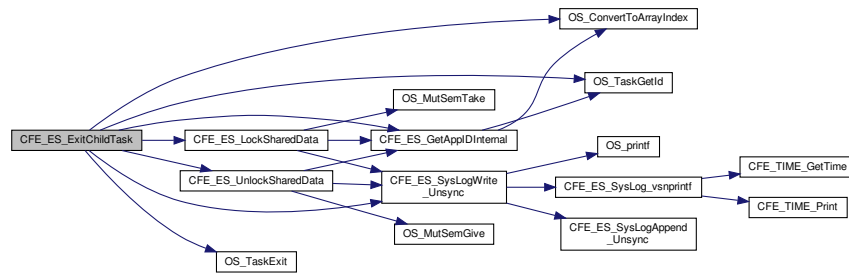 OS_ConvertToArrayIndex
OS_TaskGetId
OS_MutSemTake
CFE_ES_ExitChildTask
CFE_ES_LockSharedData
CFE_ES_GetAppIDInternal
OS_printf
CFE_TIME_GetTime
CFE_ES_UnlockSharedData
CFE_ES_SysLogWrite
_Unsync
CFE_ES_SysLog_vsnprintf
CFE_TIME_Print
OS_MutSemGive
CFE_ES_SysLogAppend
_Unsync
OS_TaskExit